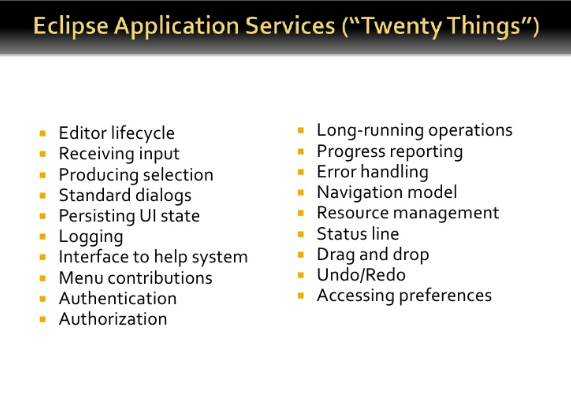 Eclipse Application Services ("Twenty Things")
Editor lifecycle
Receiving input
Producing selection
Standard dialogs
Persisting UI state
Logging
Interface to help system
Menu contributions
Authentication
Authorization
Long-running operations
Progress reporting
Error handling
Navigation model
Resource management
Status line
Drag and drop
Undo/Redo
Accessing preferences